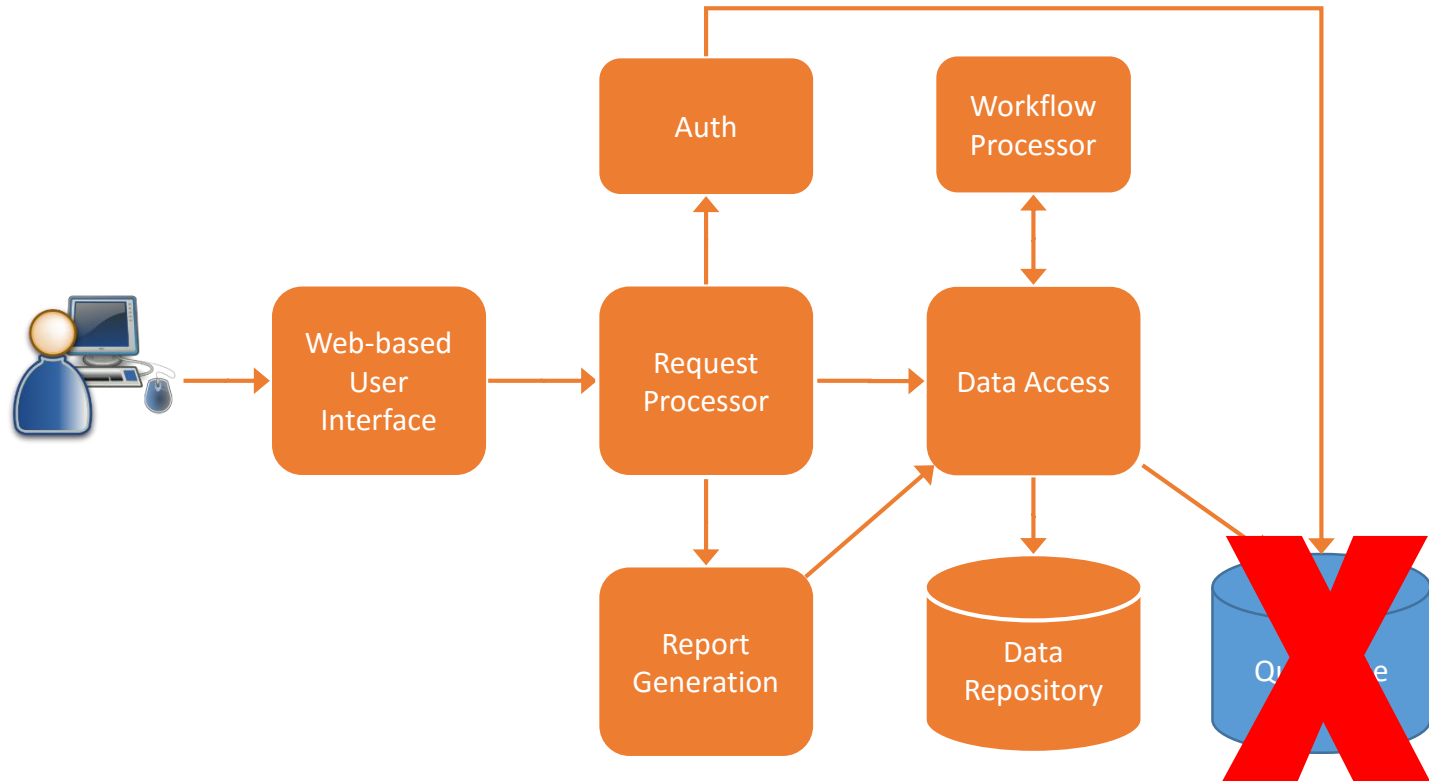 Auth
Workflow
Processor
Web-based
User
Interface
Request
Processor
Data Access
Report
Generation
Data
Repository